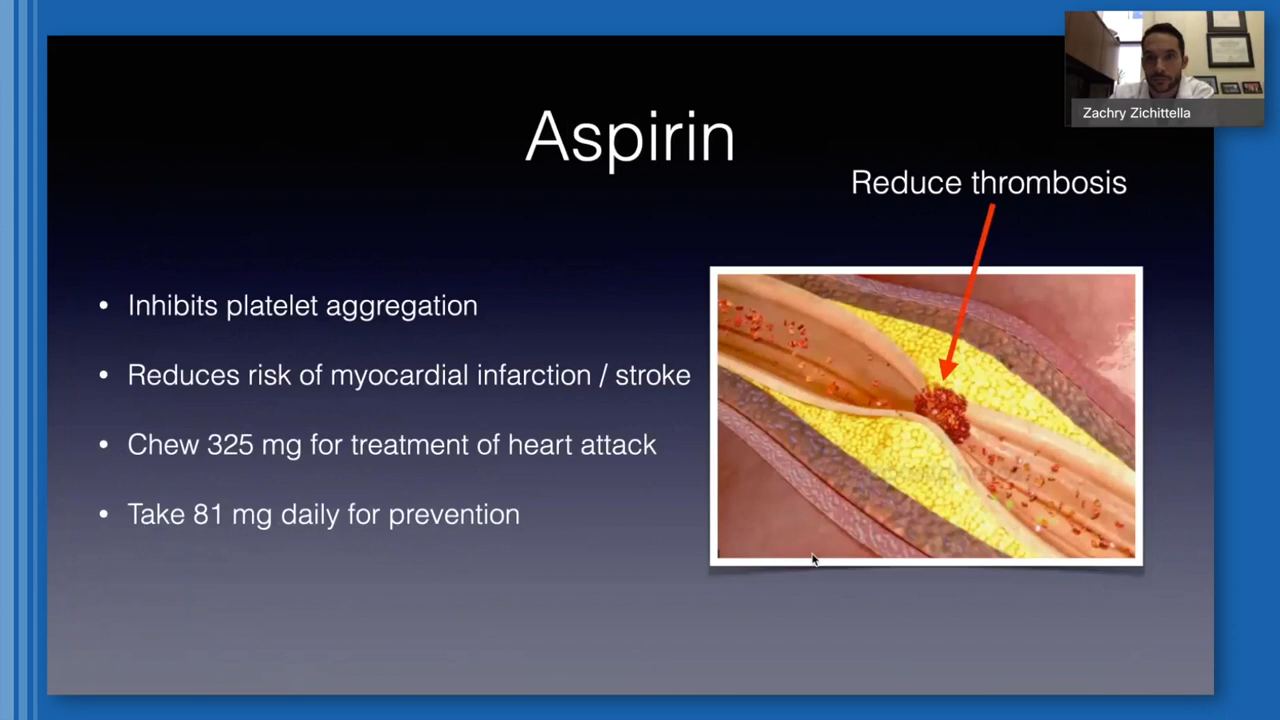 Zachry Zichittella
Aspirin
Reduce thrombosis
• Inhibits platelet aggregation
• Reduces risk of myocardial infarction / stroke
• Chew 325 mg for treatment of heart attack
• Take 81 mg daily for prevention